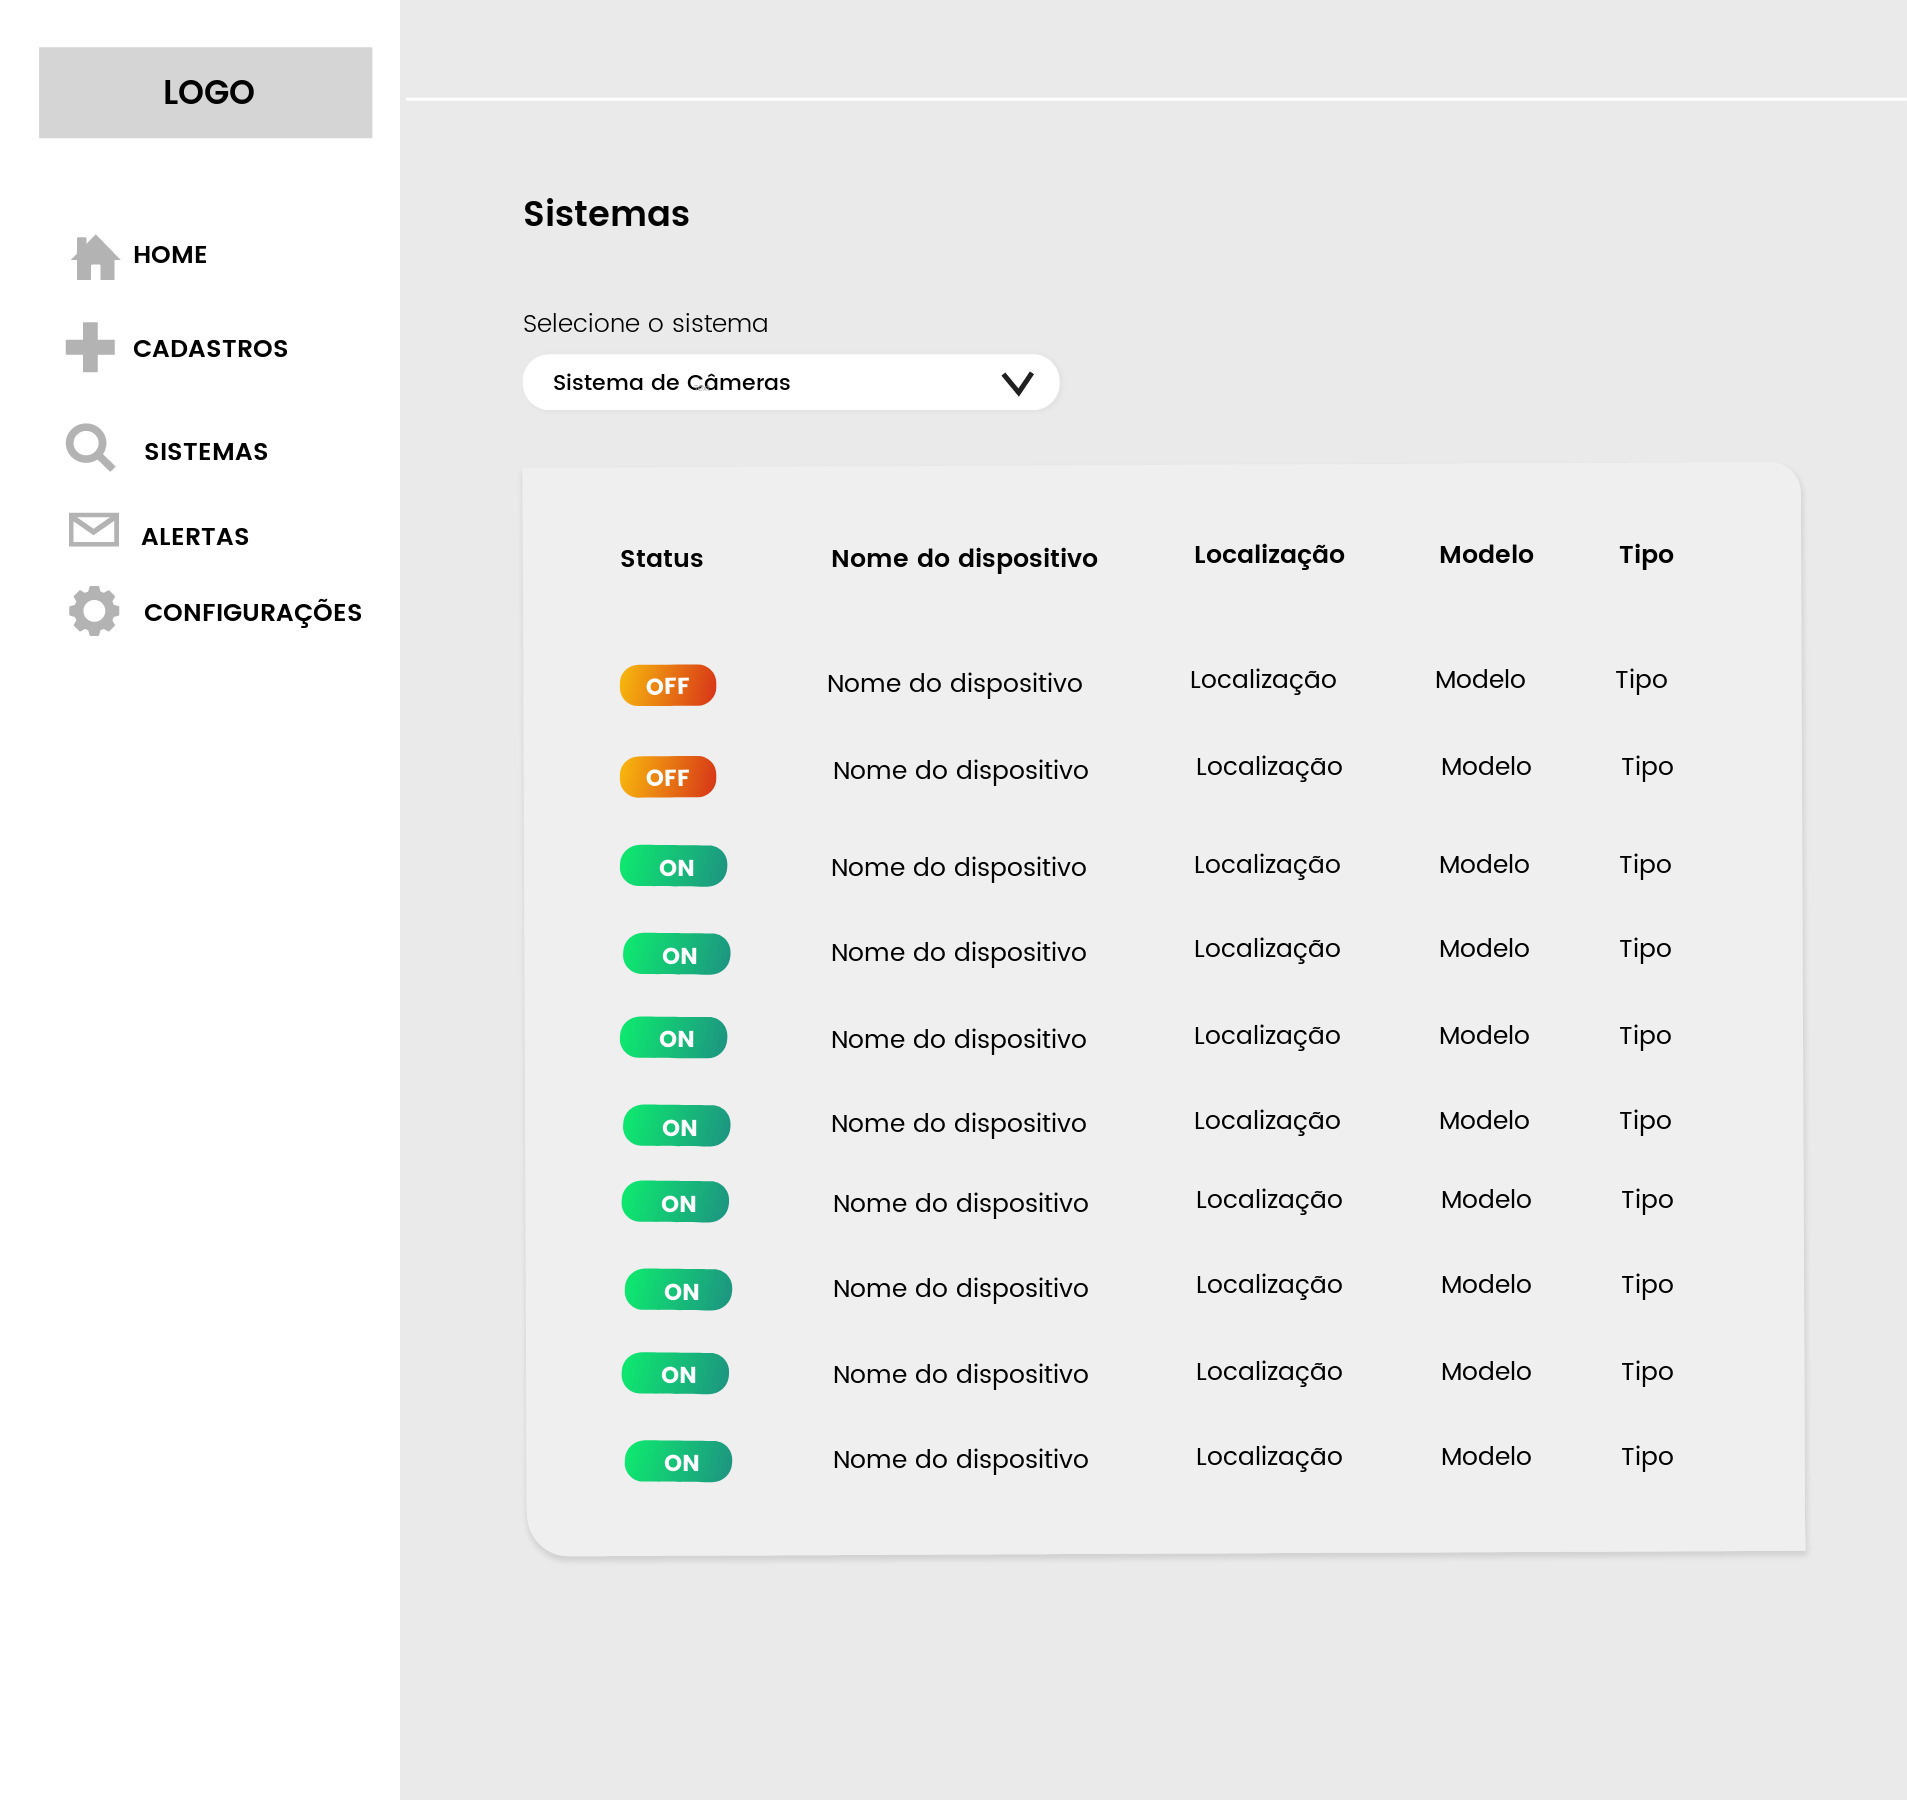 LOGO
HOME
CADASTROS
SISTEMAS
ALERTAS
CONFIGURAÇÕES
Sistemas
Selecione o sistema
Sistema de Câmeras
Status Nome do dispositivo Localização Modelo Tipo
OFF Nome do dispositivo Localização Modelo Tipo
OFF Nome do dispositivo Localização Modelo Tipo
ON Nome do dispositivo Localização Modelo Tipo
ON Nome do dispositivo Localização Modelo Tipo
ON Nome do dispositivo Localização Modelo Tipo
ON Nome do dispositivo Localização Modelo Tipo
ON Nome do dispositivo Localização Modelo Tipo
ON Nome do dispositivo Localização Modelo Tipo
ON Nome do dispositivo Localização Modelo Tipo
ON Nome do dispositivo Localização Modelo Tipo